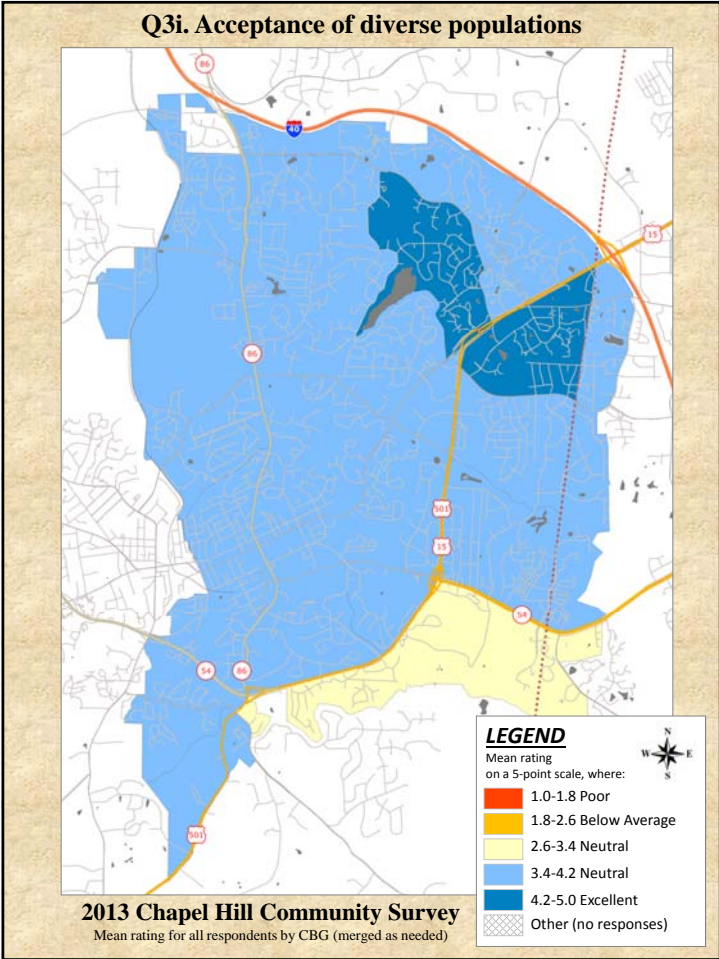 Q3i. Acceptance of diverse populations
86
40
15
86
501
15
54
54
86
501
LEGEND
Mean rating
on a 5-point scale, where:
N
W E
S
1.0-1.8 Poor
1.8-2.6 Below Average
2.6-3.4 Neutral
3.4-4.2 Neutral
4.2-5.0 Excellent
Other (no responses)
2013 Chapel Hill Community Survey
Mean rating for all respondents by CBG (merged as needed)